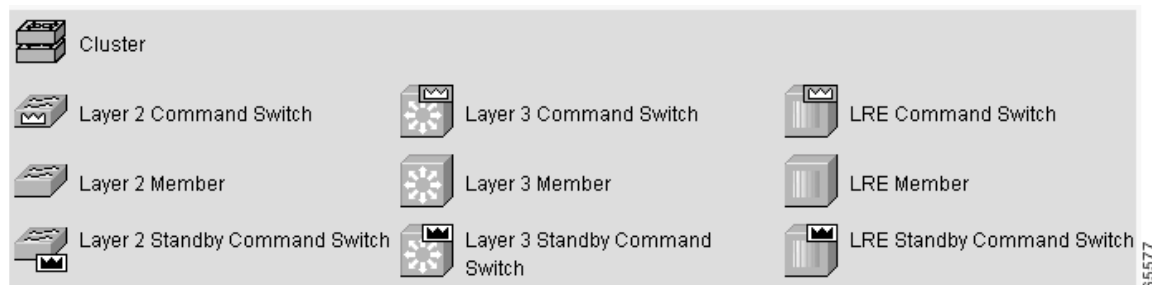 Cluster
Layer 2 Command Switch
Layer 3 Command Switch
LRE Command Switch
Layer 2 Member
Layer 3 Member
LRE Member
Layer 2 Standby Command Switch
Layer 3 Standby Command
Switch
LRE Standby Command Switch
65577